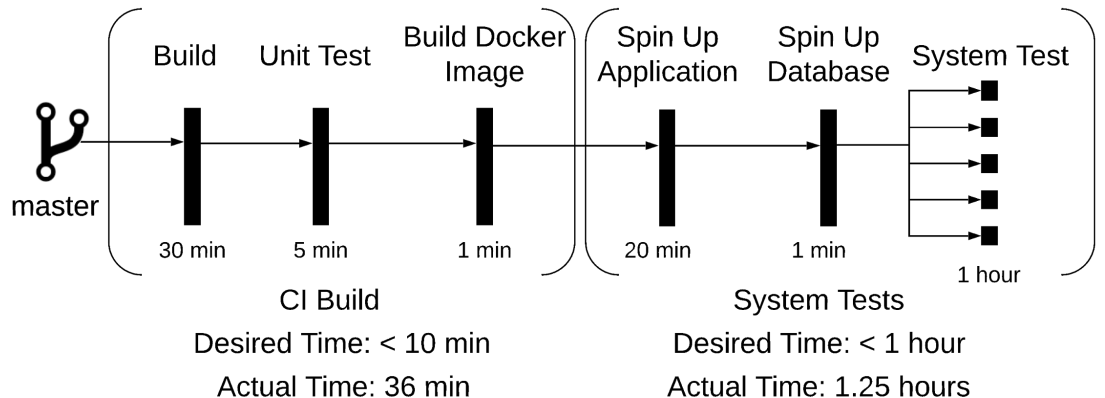 master
Build
Unit Test
Build Docker
Image
30 min
5 min
1 min
CI Build
Desired Time: < 10 min
Actual Time: 36 min
Spin Up
Application
Spin Up
Database
System Test
20 min
1 min
1 hour
System Tests
Desired Time: < 1 hour
Actual Time: 1.25 hours